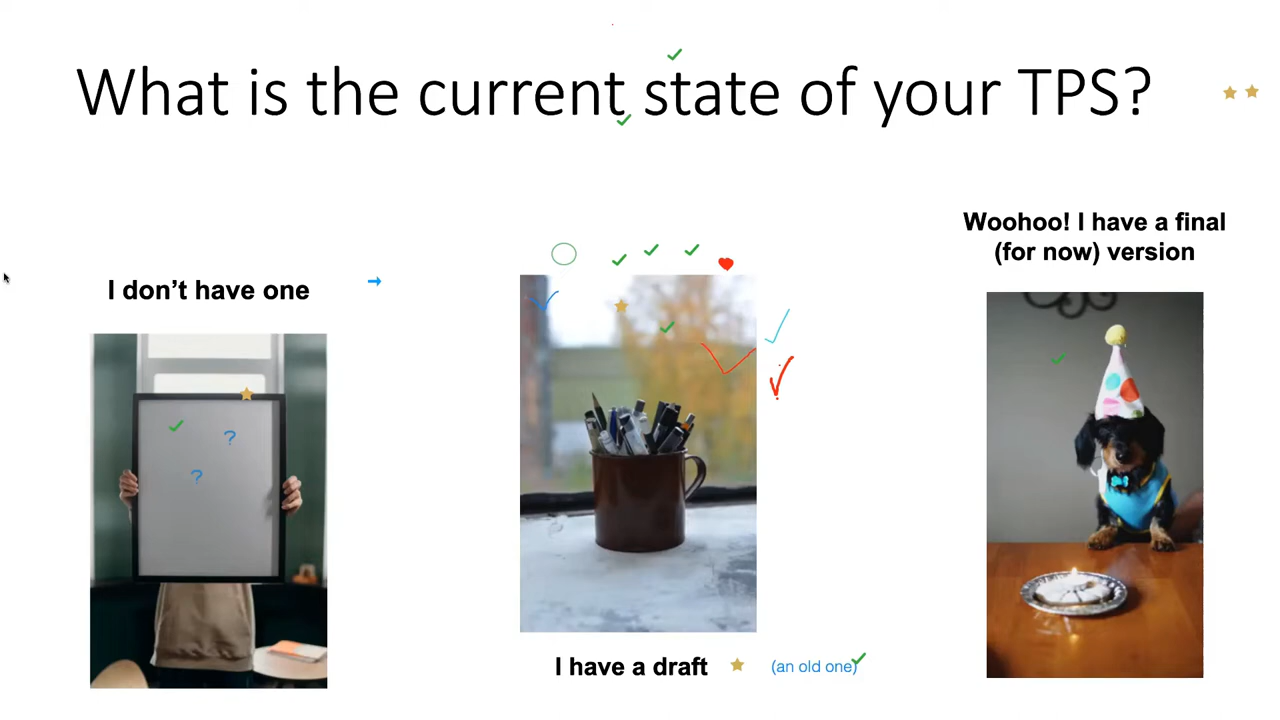 What is the current state of your TPS?
I don’t have one
? 
?
I have a draft
(an old one)
Woohoo! I have a final
(for now) version